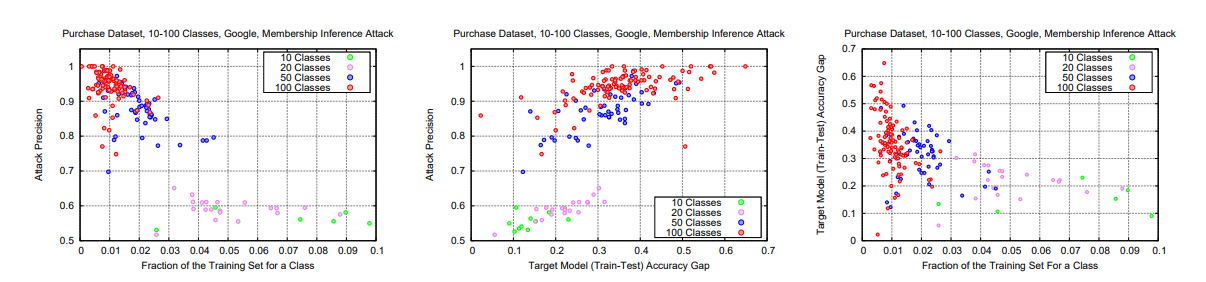 Purchase Dataset, 10-100 Classes, Google, Membership Inference Attack
10 Classes
20 Classes
50 Classes
100 Classes
Attack Precision
1
0.9
0.8
0.7
0.6
0.5
0 0.01 0.02 0.03 0.04 0.05 0.06 0.07 0.08 0.09 0.1
Fraction of the Training Set for a Class
Purchase Dataset, 10-100 Classes, Google, Membership Inference Attack
Attack Precision
1
0.9
0.8
0.7
0.6
0.5
10 Classes
20 Classes
50 Classes
100 Classes
0 0.1 0.2 0.3 0.4 0.5 0.6 0.7
Target Model (Train-Test) Accuracy Gap
Purchase Dataset, 10-100 Classes, Google, Membership Inference Attack
10 Classes
20 Classes
50 Classes
100 Classes
Target Model (Train-Test) Accuracy Gap
0.7
0.6
0.5
0.4
0.3
0.2
0.1
0
0 0.01 0.02 0.03 0.04 0.05 0.06 0.07 0.08 0.09 0.1
Fraction of the Training Set For a Class